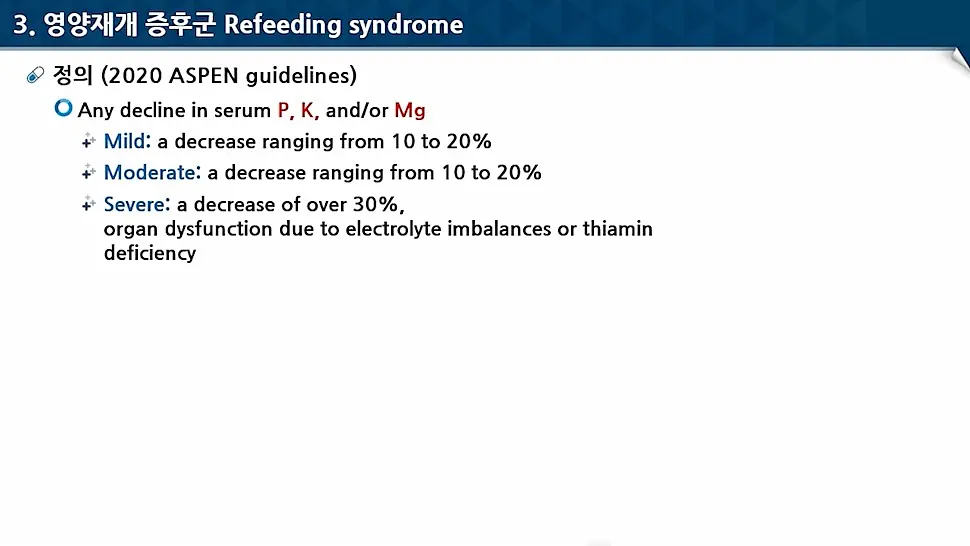 3. 영양재개 증후군 Refeeding syndrome
정의 (2020 ASPEN guidelines)
Any decline in serum P, K, and/or Mg
Mild: a decrease ranging from 10 to 20%
Moderate: a decrease ranging from 10 to 20%
Severe: a decrease of over 30%,
organ dysfunction due to electrolyte imbalances or thiamin
deficiency